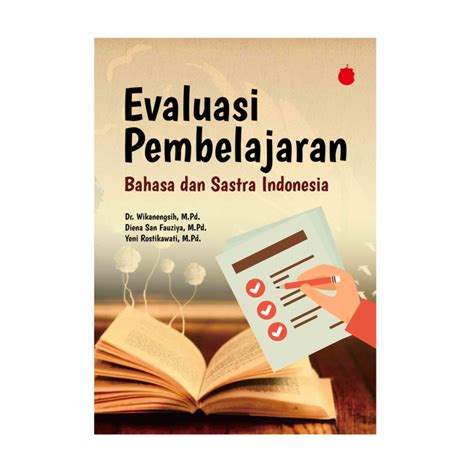 Evaluasi
Pembelajaran
Bahasa dan Sastra Indonesia
Dr. Wikanengsih, M.Pd.
Diena San Fauziya, M.Pd.
Yeni Rostikawati, M.Pd.